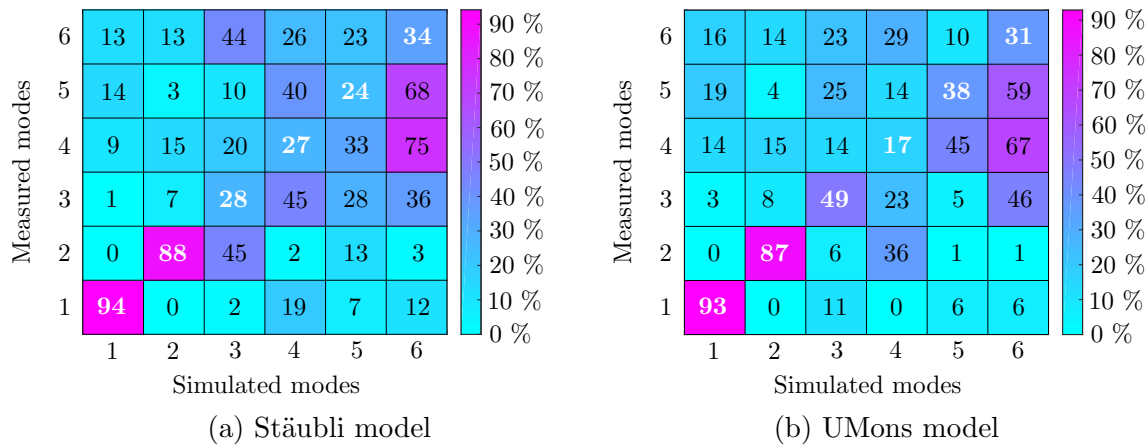 6 13 13 44 26 23 34
5 14 3 10 40 24 68
4 9 15 20 27 33 75
3 1 7 28 45 28 36
2 0 88 45 2 13 3
1 94 0 2 19 7 12
1 2 3 4 5 6
Measured modes
Simulated modes
90 %
80 %
70 %
60 %
50 %
40 %
30 %
20 %
10 %
0 %
(a) Stäubli model
6 16 14 23 29 10 31
5 19 4 25 14 38 59
4 14 15 14 17 45 67
3 3 8 49 23 5 46
2 0 87 6 36 1 1
1 93 0 11 0 6 6
1 2 3 4 5 6
Measured modes
Simulated modes
90 %
80 %
70 %
60 %
50 %
40 %
30 %
20 %
10 %
0 %
(b) UMons model